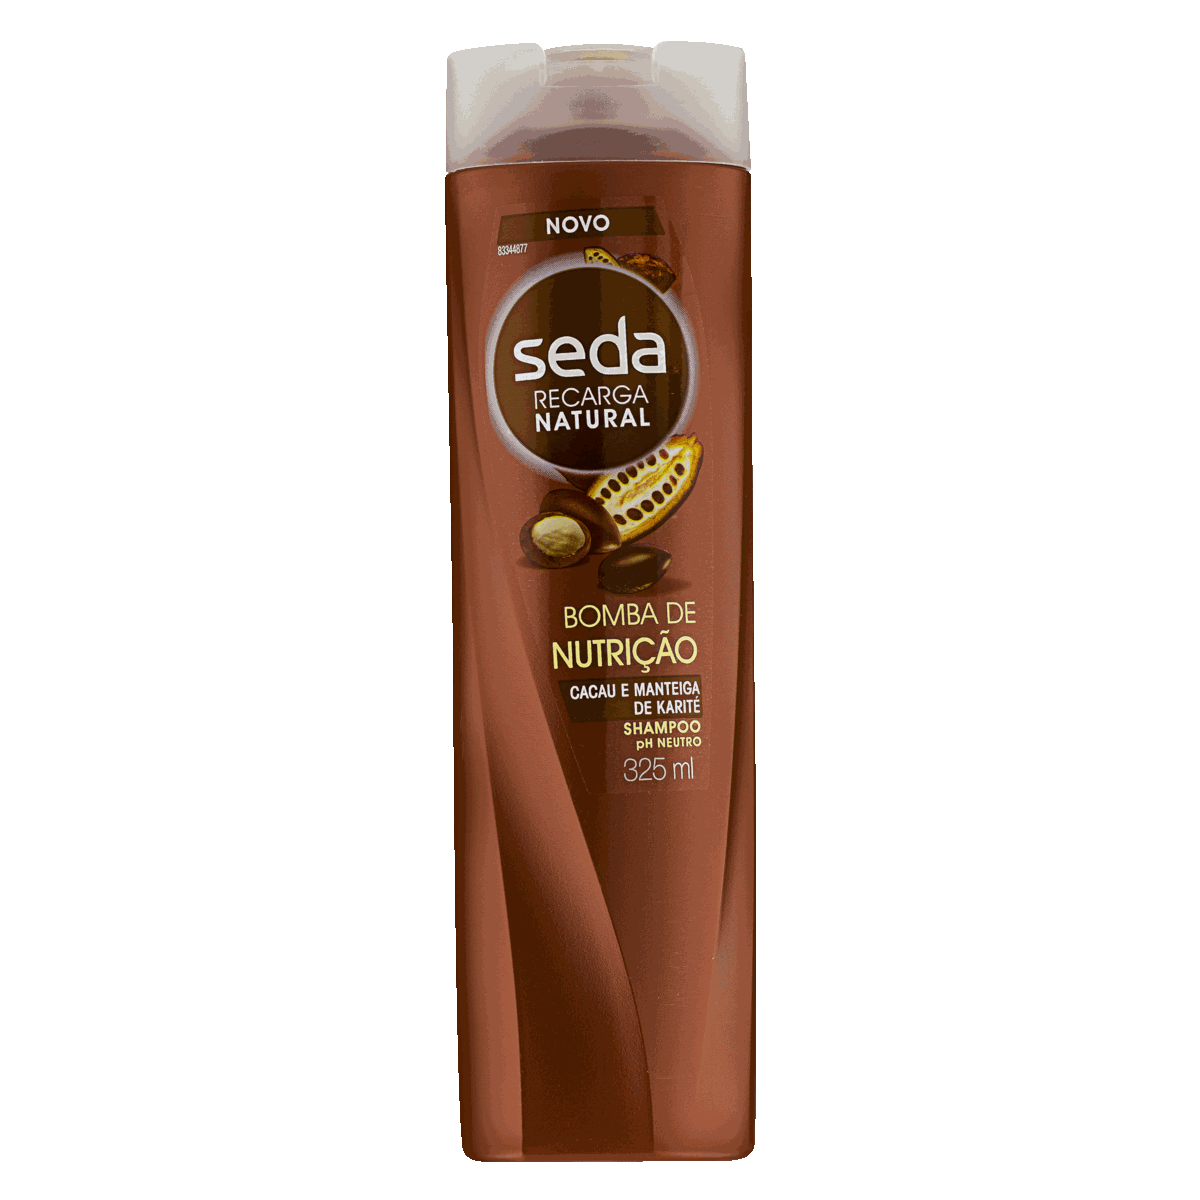 NOVO
83344877
seda
RECARGA
NATURAL
BOMBA DE
NUTRIÇÃO
CACAU E MANTEIGA
DE KARITÉ
SHAMPOO
pH NEUTRO
325 ml